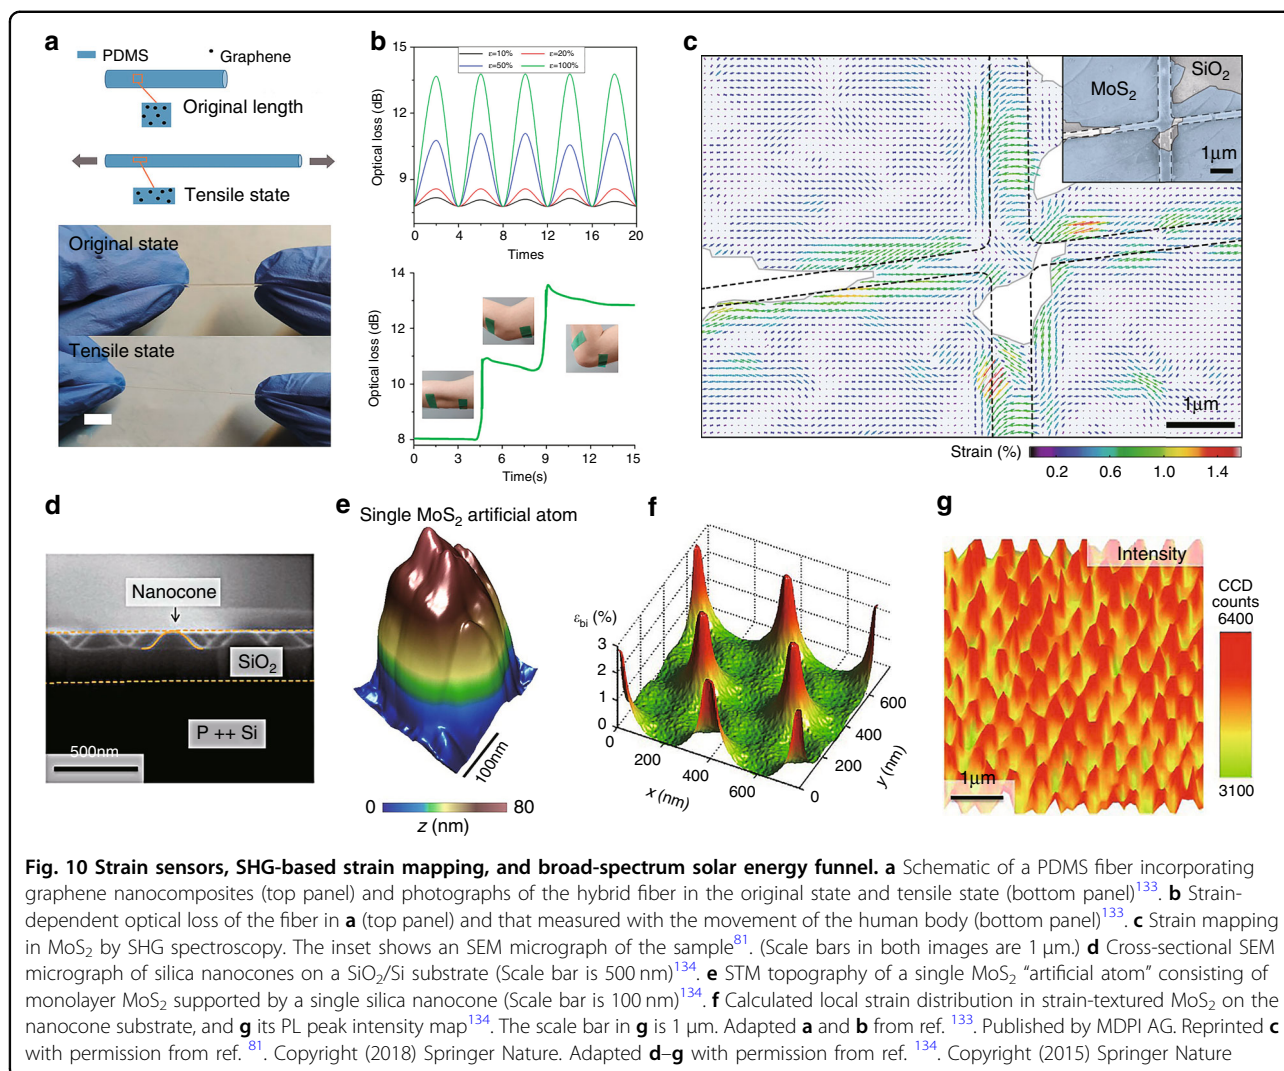 a
PDMS
Graphene
Original length
Tensile state
Original state
Tensile state
b
15
13
11
9
Optical loss (dB)
ε=10%
ε=20%
ε=50%
ε=100%
0
4
8
12
16
20
Times
14
12
10
8
Optical loss (dB)
0
3
6
9
12
15
Time(s)
c
MoS2
SiO2
1μm
1μm
Strain (%)
0.2
0.6
1.0
1.4
d
Nanocone
SiO2
P ++ Si
500nm
e
Single MoS2 artificial atom
100nm
0
80
z (nm)
f
εbi (%)
3
2
1
0
0
200
400
600
x (nm)
0
200
400
600
y (nm)
g
Intensity
1μm
CCD
counts
6400
3100
Fig. 10 Strain sensors, SHG-based strain mapping, and broad-spectrum solar energy funnel. a Schematic of a PDMS fiber incorporating
graphene nanocomposites (top panel) and photographs of the hybrid fiber in the original state and tensile state (bottom panel)133. b Strain-
dependent optical loss of the fiber in a (top panel) and that measured with the movement of the human body (bottom panel)133. c Strain mapping
in MoS2 by SHG spectroscopy. The inset shows an SEM micrograph of the sample81. (Scale bars in both images are 1 μm.) d Cross-sectional SEM
micrograph of silica nanocones on a SiO2/Si substrate (Scale bar is 500 nm)134. e STM topography of a single MoS2 “artificial atom” consisting of
monolayer MoS2 supported by a single silica nanocone (Scale bar is 100 nm)134. f Calculated local strain distribution in strain-textured MoS2 on the
nanocone substrate, and g its PL peak intensity map134. The scale bar in g is 1 μm. Adapted a and b from ref. 133. Published by MDPI AG. Reprinted c
with permission from ref. 81. Copyright (2018) Springer Nature. Adapted d–g with permission from ref. 134. Copyright (2015) Springer Nature